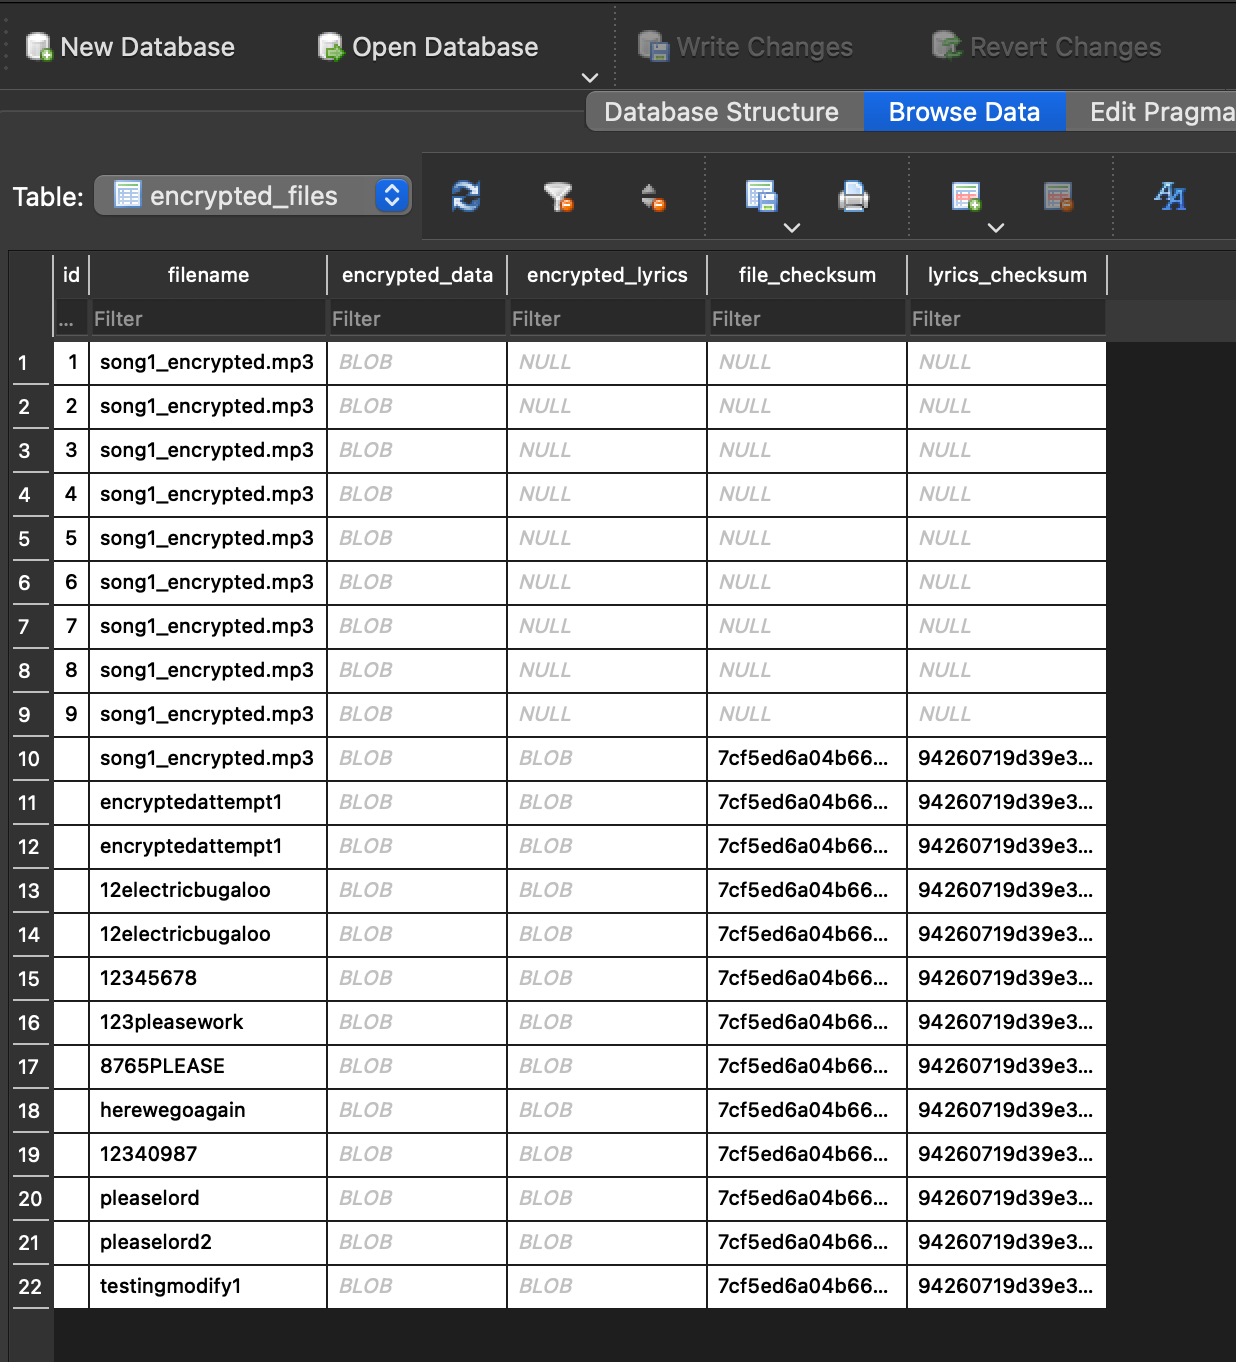 New Database Open Database Write Changes Revert Changes
Database Structure Browse Data Edit Pragma
Table: encrypted_files
id filename encrypted_data encrypted_lyrics file_checksum lyrics_checksum
... Filter Filter Filter Filter Filter
1 1 song1_encrypted.mp3 BLOB NULL NULL NULL
2 2 song1_encrypted.mp3 BLOB NULL NULL NULL
3 3 song1_encrypted.mp3 BLOB NULL NULL NULL
4 4 song1_encrypted.mp3 BLOB NULL NULL NULL
5 5 song1_encrypted.mp3 BLOB NULL NULL NULL
6 6 song1_encrypted.mp3 BLOB NULL NULL NULL
7 7 song1_encrypted.mp3 BLOB NULL NULL NULL
8 8 song1_encrypted.mp3 BLOB NULL NULL NULL
9 9 song1_encrypted.mp3 BLOB NULL NULL NULL
10 song1_encrypted.mp3 BLOB BLOB 7cf5ed6a04b66... 94260719d39e3...
11 encryptedattempt1 BLOB BLOB 7cf5ed6a04b66... 94260719d39e3...
12 encryptedattempt1 BLOB BLOB 7cf5ed6a04b66... 94260719d39e3...
13 12electricbugaloo BLOB BLOB 7cf5ed6a04b66... 94260719d39e3...
14 12electricbugaloo BLOB BLOB 7cf5ed6a04b66... 94260719d39e3...
15 12345678 BLOB BLOB 7cf5ed6a04b66... 94260719d39e3...
16 123pleasework BLOB BLOB 7cf5ed6a04b66... 94260719d39e3...
17 8765PLEASE BLOB BLOB 7cf5ed6a04b66... 94260719d39e3...
18 herewegoagain BLOB BLOB 7cf5ed6a04b66... 94260719d39e3...
19 12340987 BLOB BLOB 7cf5ed6a04b66... 94260719d39e3...
20 pleaselord BLOB BLOB 7cf5ed6a04b66... 94260719d39e3...
21 pleaselord2 BLOB BLOB 7cf5ed6a04b66... 94260719d39e3...
22 testingmodify1 BLOB BLOB 7cf5ed6a04b66... 94260719d39e3...